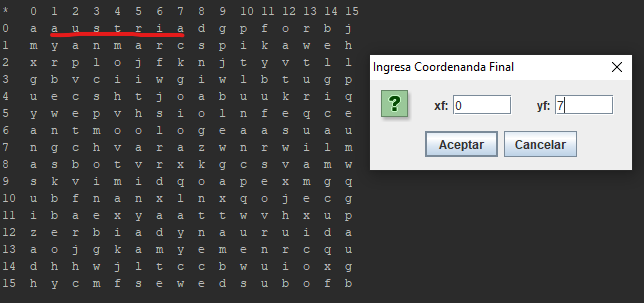 * 0 1 2 3 4 5 6 7 8 9 10 11 12 13 14 15
0 a a u s t r i a d g p f o r b j
1 m y a n m a r c s p i k a w e h
2 x r p l o j f k n j t y v t l l
3 g b v c i i w g i w l b t u g p
4 u e c s h t j o a b u u k r i q
5 y w e p v h s i o l n f e q c e
6 a n t m o o l o g e a a s u a u
7 n g c h v a r a z w n r w i l m
8 a s b o t v r x k g c s v a m w
9 s k v i m i d q o a p e x m g q
10 u b f n a n x l n x q o j e c g
11 i b a e x y a a t t w v h x u p
12 z e r b i a d y n a u r u i d a
13 a o j g k a m y e m e n r c q u
14 d h h w j l t c c b w u i o x g
15 h y c m f s e w e d s u b o f b
Ingresa Coordenanda Final
? xf: 0 yf: 7
Aceptar Cancelar